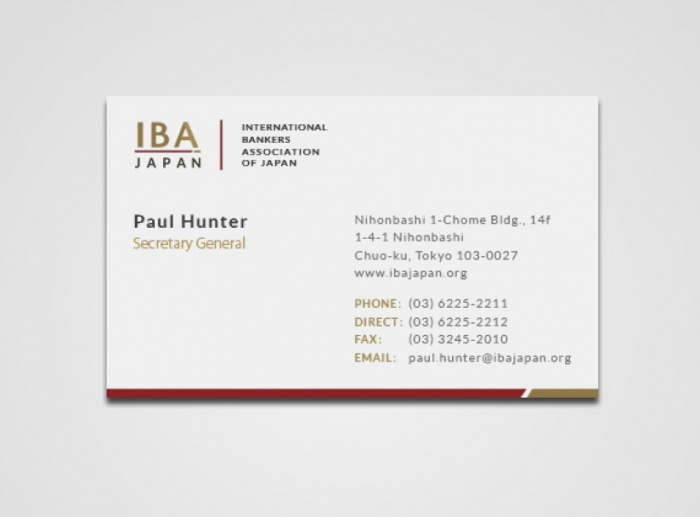 IBA
JAPAN
INTERNATIONAL
BANKERS
ASSOCIATION
OF JAPAN
Paul Hunter
Secretary General
Nihonbashi 1-Chome Bldg., 14f
1-4-1 Nihonbashi
Chuo-ku, Tokyo 103-0027
www.ibajapan.org
PHONE: (03) 6225-2211
DIRECT: (03) 6225-2212
FAX: (03) 3245-2010
EMAIL: paul.hunter@ibajapan.org